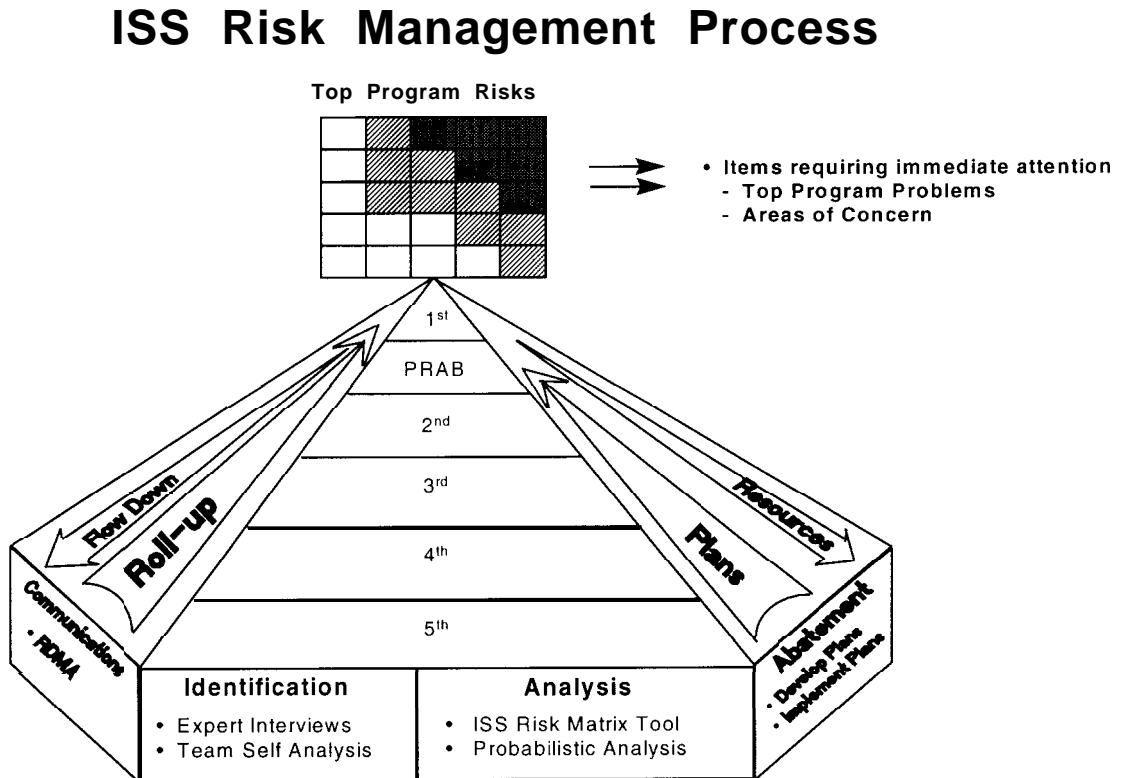 ISS Risk Management Process
Top Program Risks
• Items requiring immediate attention
- Top Program Problems
- Areas of Concern
1st
PRAB
2nd
3rd
4th
5th
Flow Down
Roll-up
Resources
Plans
Communications
• RDMA
Abatement
• Develop Plans
• Implement Plans
Identification
• Expert Interviews
• Team Self Analysis
Analysis
• ISS Risk Matrix Tool
• Probabilistic Analysis